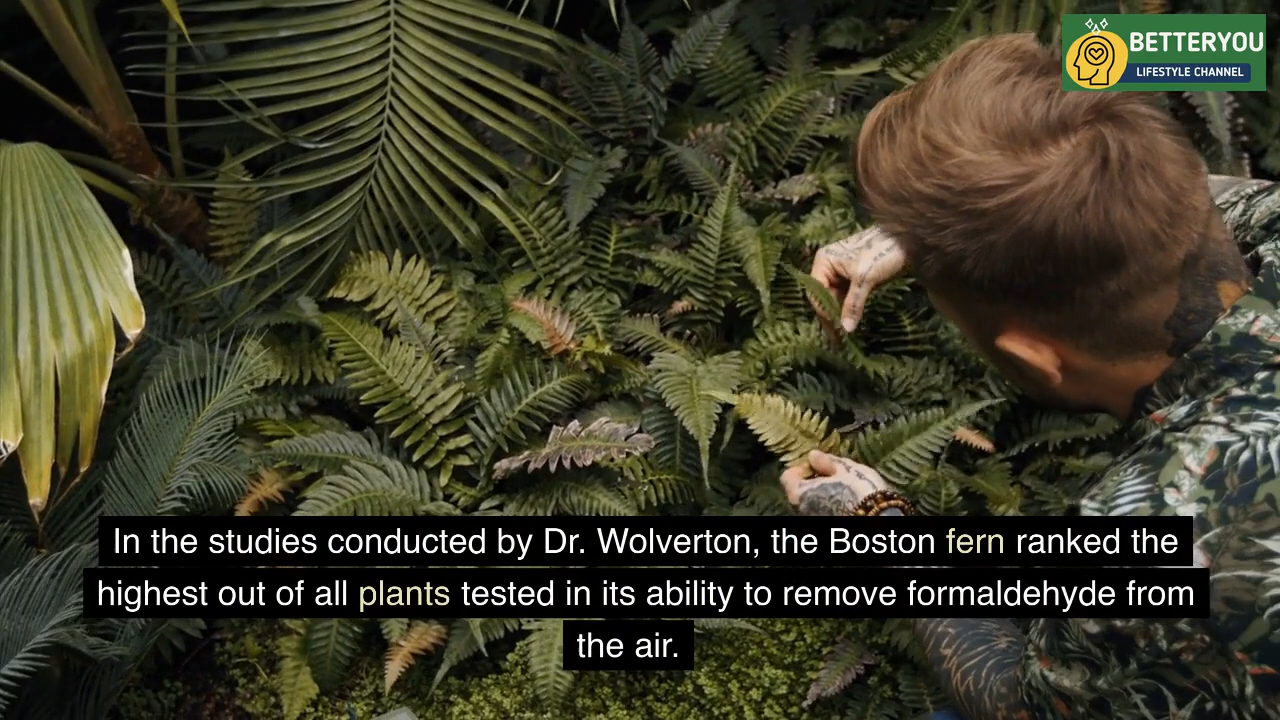 BETTERYOU
LIFESTYLE CHANNEL
In the studies conducted by Dr. Wolverton, the Boston fern ranked the
highest out of all plants tested in its ability to remove formaldehyde from
the air.